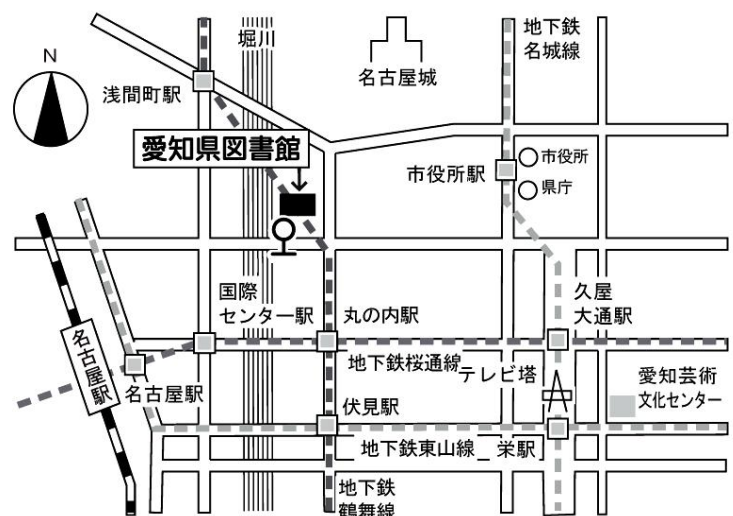 地下鉄
名城線
堀川
名古屋城
N
浅間町駅
愛知県図書館
市役所
市役所駅
県庁
国際
センター駅
丸の内駅
久屋
大通駅
名古屋駅
名古屋駅
地下鉄桜通線
テレビ塔
愛知芸術
文化センター
伏見駅
地下鉄東山線
栄駅
地下鉄
鶴舞線